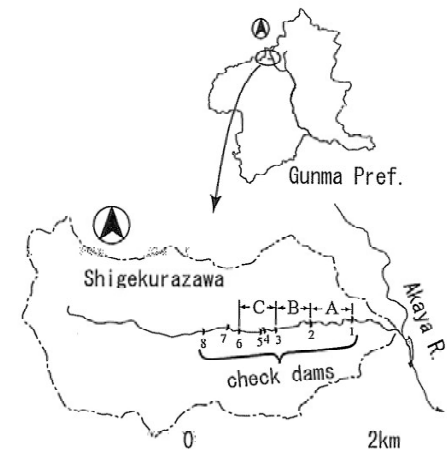 Gunma Pref.
Shigekurazawa
Akaya R.
C B A
8 7 6 5 4 3 2 1
check dams
0 2km